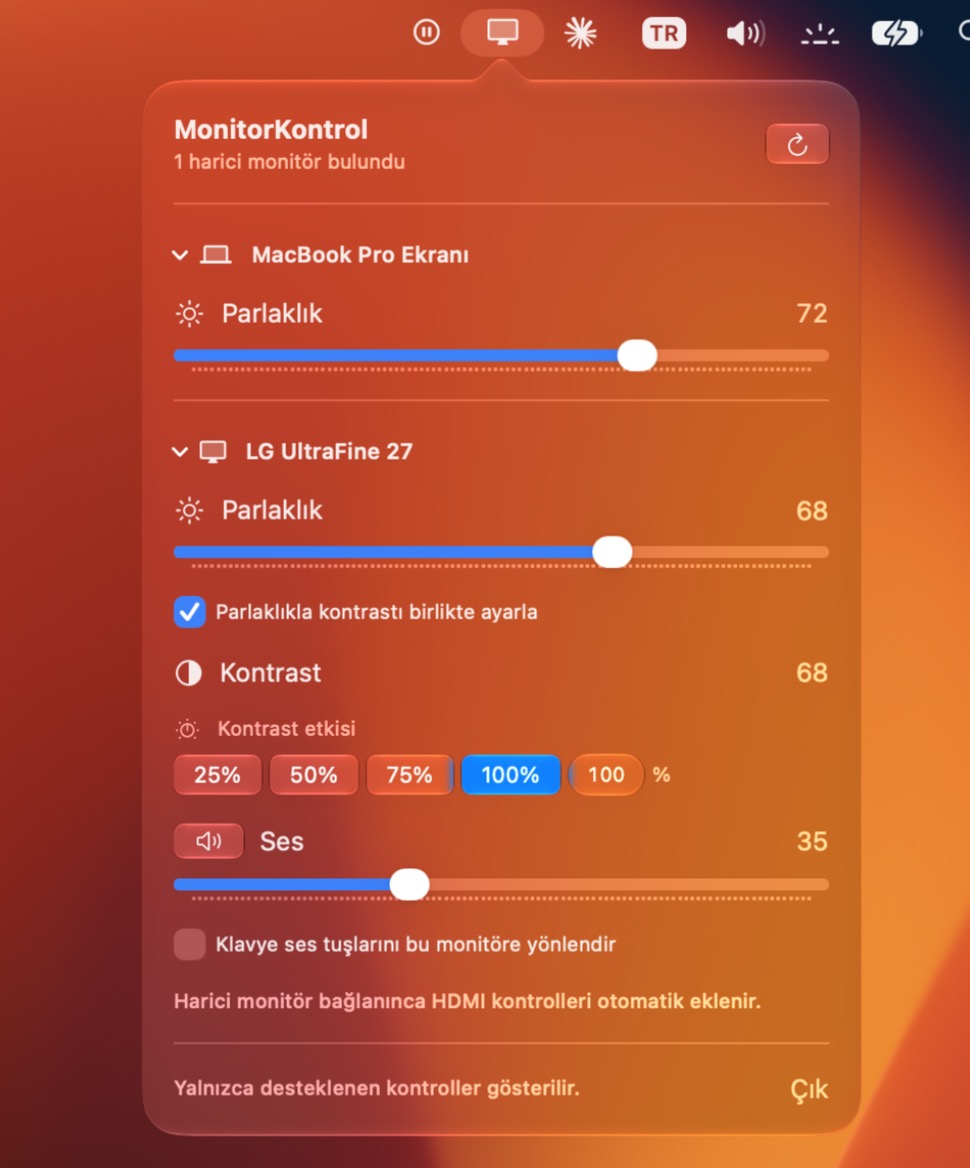 TR
MonitorKontrol
1 harici monitör bulundu
MacBook Pro Ekranı
Parlaklık 72
LG UltraFine 27
Parlaklık 68
Parlaklıkla kontrastı birlikte ayarla
Kontrast 68
Kontrast etkisi
25% 50% 75% 100% 100 %
Ses 35
Klavye ses tuşlarını bu monitöre yönlendir
Harici monitör bağlanınca HDMI kontrolleri otomatik eklenir.
Yalnızca desteklenen kontroller gösterilir. Çık